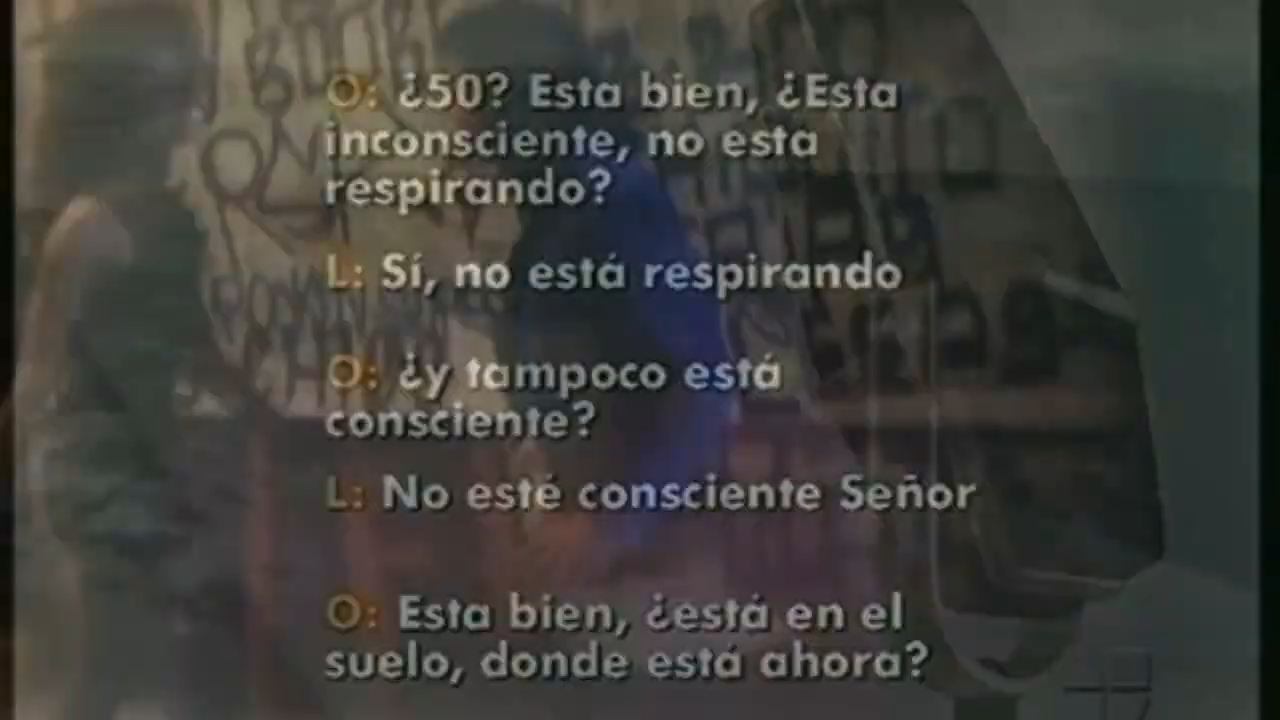 O: ¿50? Esta bien, ¿Esta
inconsciente, no esta
respirando?
L: Sí, no está respirando
O: ¿y tampoco está
consciente?
L: No esté consciente Señor
O: Esta bien, ¿está en el
suelo, donde está ahora?